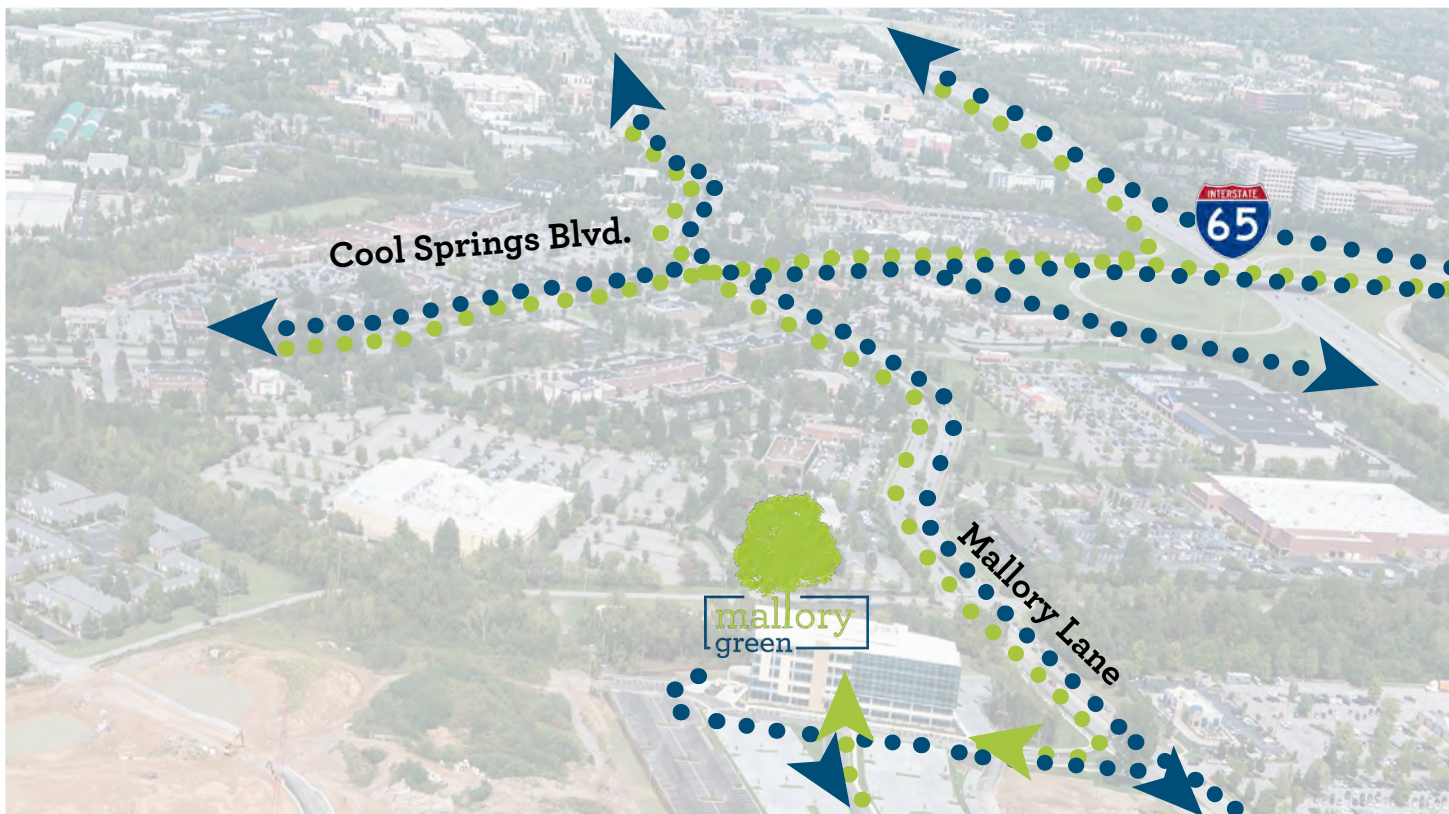 INTERSTATE
65
Cool Springs Blvd.
Mallory Lane
mallory
green